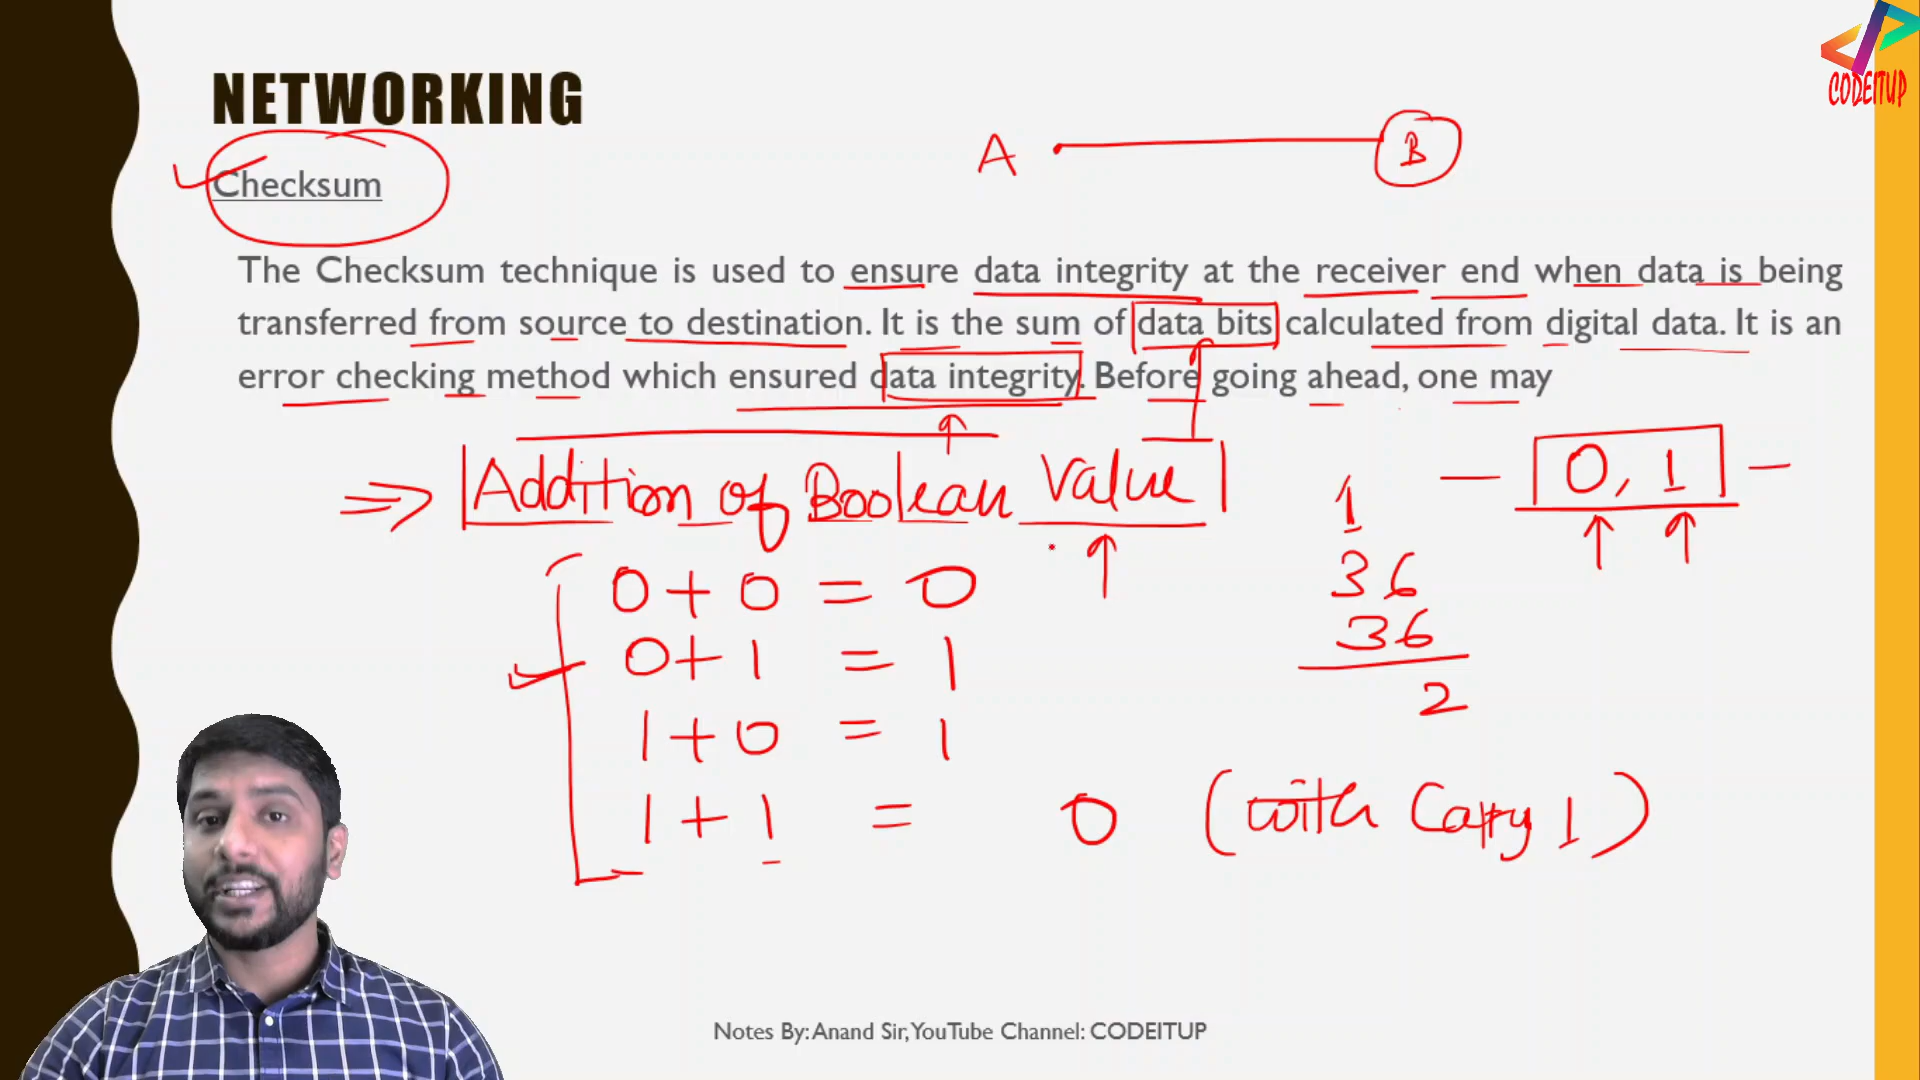 NETWORKING
CODEITUP
A
B
Checksum
The Checksum technique is used to ensure data integrity at the receiver end when data is being
transferred from source to destination. It is the sum of data bits calculated from digital data. It is an
error checking method which ensured data integrity. Before going ahead, one may
⇒ Addition of Boolean Value
0 + 0 = 0
0 + 1 = 1
1 + 0 = 1
1 + 1 = 0 (with Carry 1)
1
36
36
2
0, 1
Notes By: Anand Sir, YouTube Channel: CODEITUP